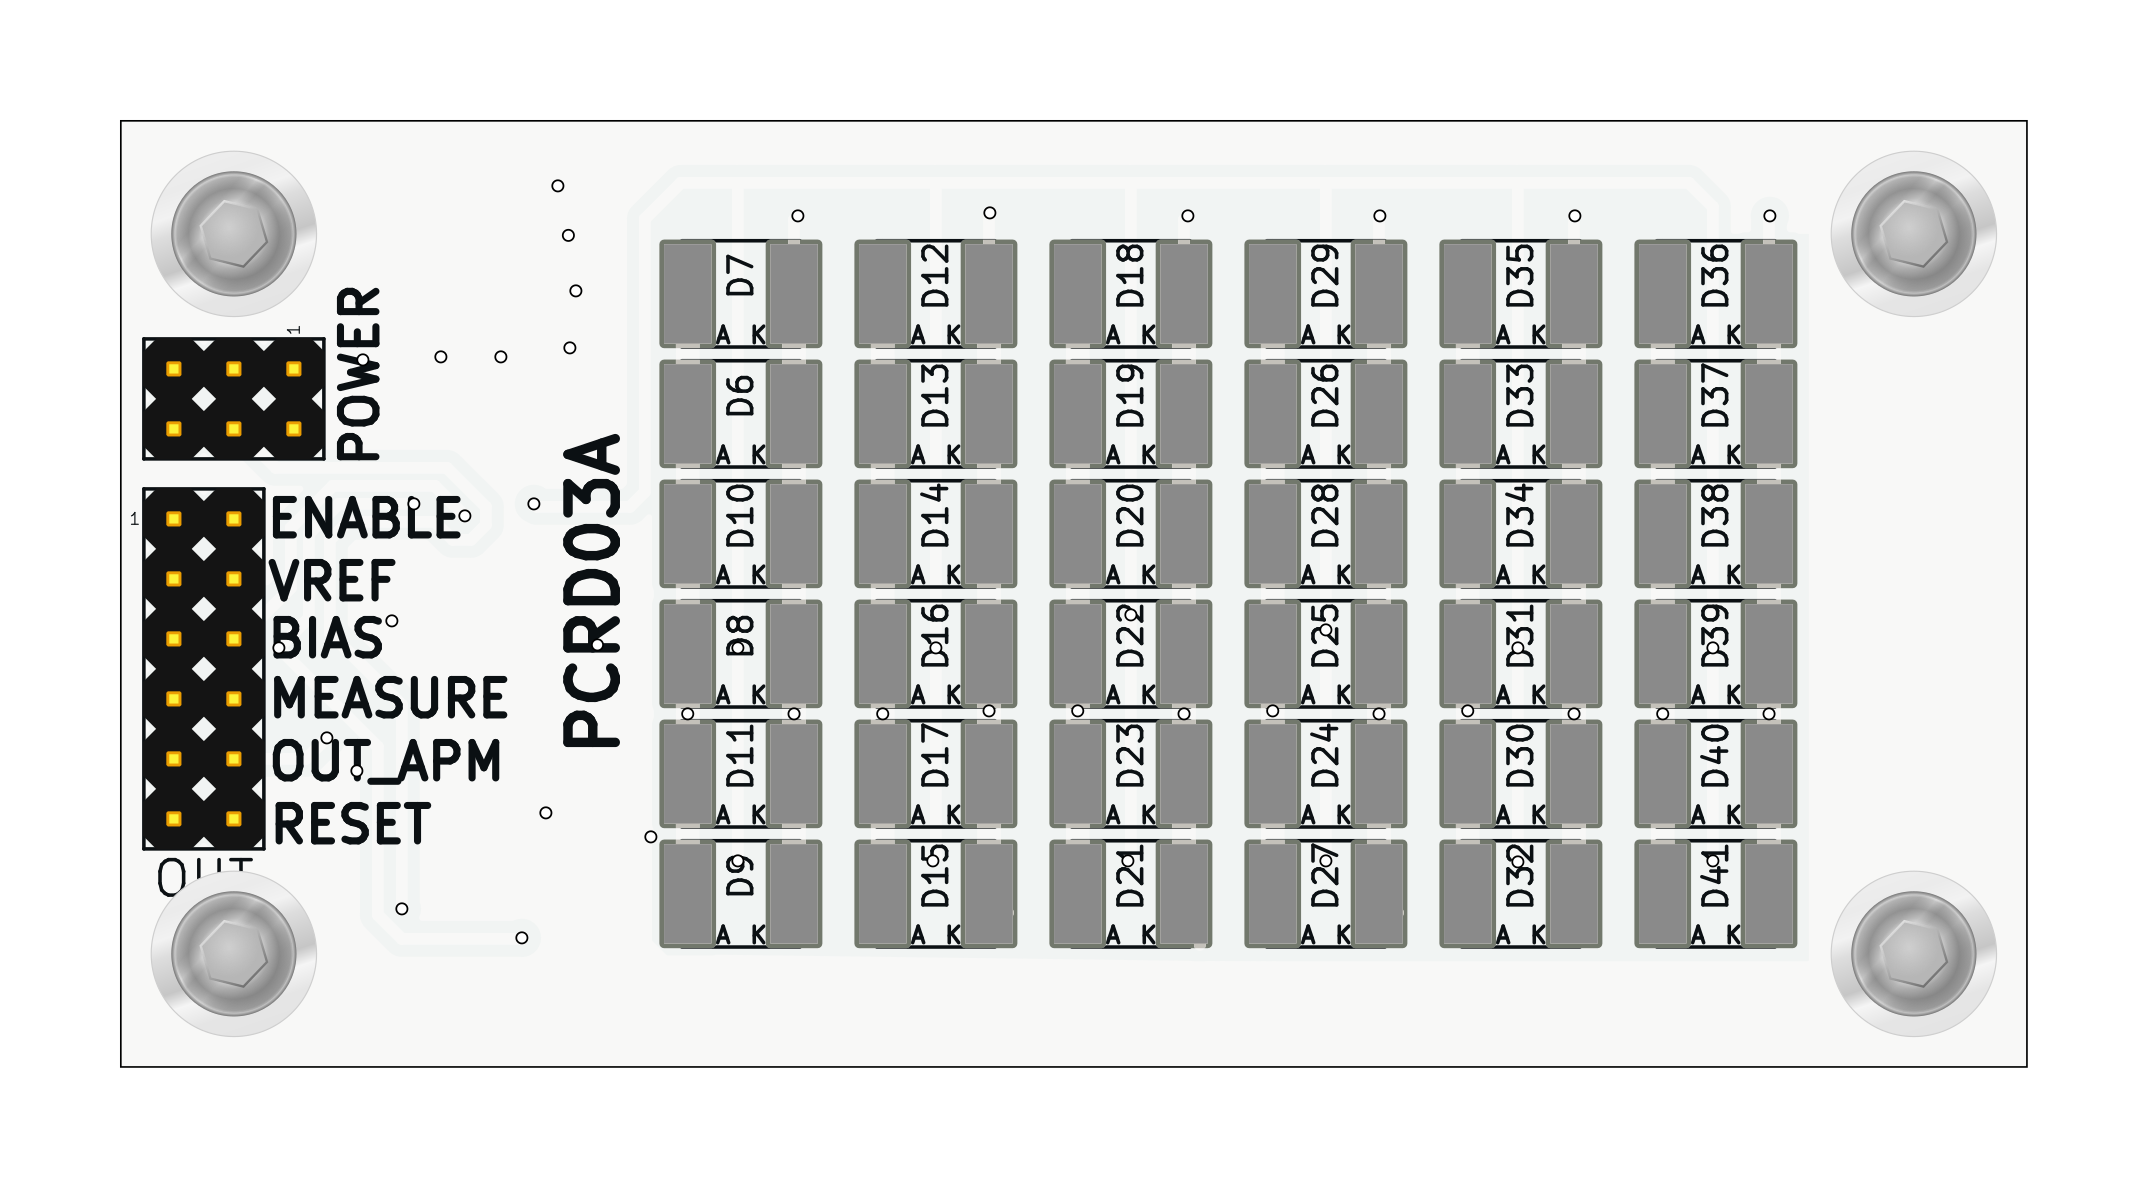 1
POWER
1
ENABLE
VREF
BIAS
MEASURE
OUT_APM
RESET
OUT
PCRD03A
D7 D12 D18 D29 D35 D36
A K A K A K A K A K A K
D6 D13 D19 D26 D33 D37
A K A K A K A K A K A K
D10 D14 D20 D28 D34 D38
A K A K A K A K A K A K
D8 D16 D22 D25 D31 D39
A K A K A K A K A K A K
D11 D17 D23 D24 D30 D40
A K A K A K A K A K A K
D9 D15 D21 D27 D32 D41
A K A K A K A K A K A K